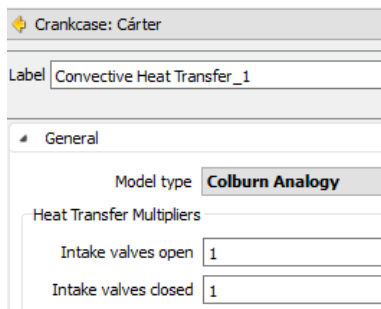 Crankcase: Cárter
Label Convective Heat Transfer_1
General
Model type Colburn Analogy
Heat Transfer Multipliers
Intake valves open 1
Intake valves closed 1